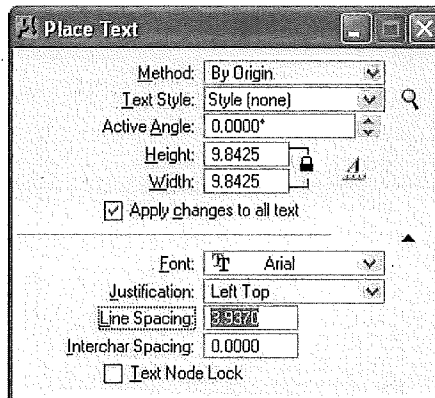 Place Text
Method: By Origin
Text Style: Style (none)
Active Angle: 0.0000°
Height: 9.8425
Width: 9.8425
Apply changes to all text
Font: Arial
Justification: Left Top
Line Spacing: 3.9370
Interchar Spacing: 0.0000
Text Node Lock